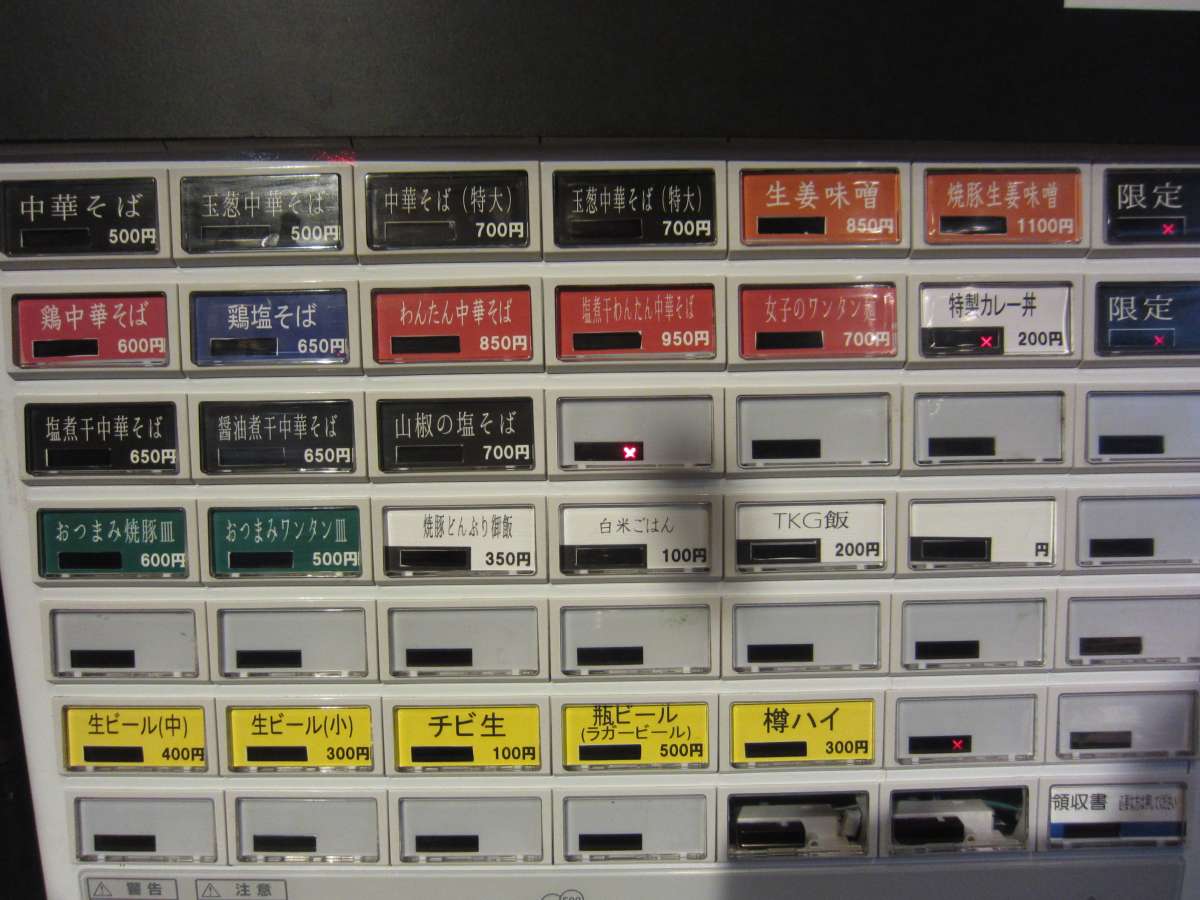 中華そば
500円
玉葱中華そば
500円
中華そば（特大）
700円
玉葱中華そば（特大）
700円
生姜味噌
850円
焼豚生姜味噌
1100円
限定
鶏中華そば
600円
鶏塩そば
650円
わんたん中華そば
850円
塩煮干わんたん中華そば
950円
女子のワンタン麺
700円
特製カレー丼
200円
限定
塩煮干中華そば
650円
醤油煮干中華そば
650円
山椒の塩そば
700円
おつまみ焼豚皿
600円
おつまみワンタン皿
500円
焼豚どんぶり御飯
350円
白米ごはん
100円
TKG飯
200円
円
生ビール(中)
400円
生ビール(小)
300円
チビ生
100円
瓶ビール
(ラガービール)
500円
樽ハイ
300円
領収書
警告
注意